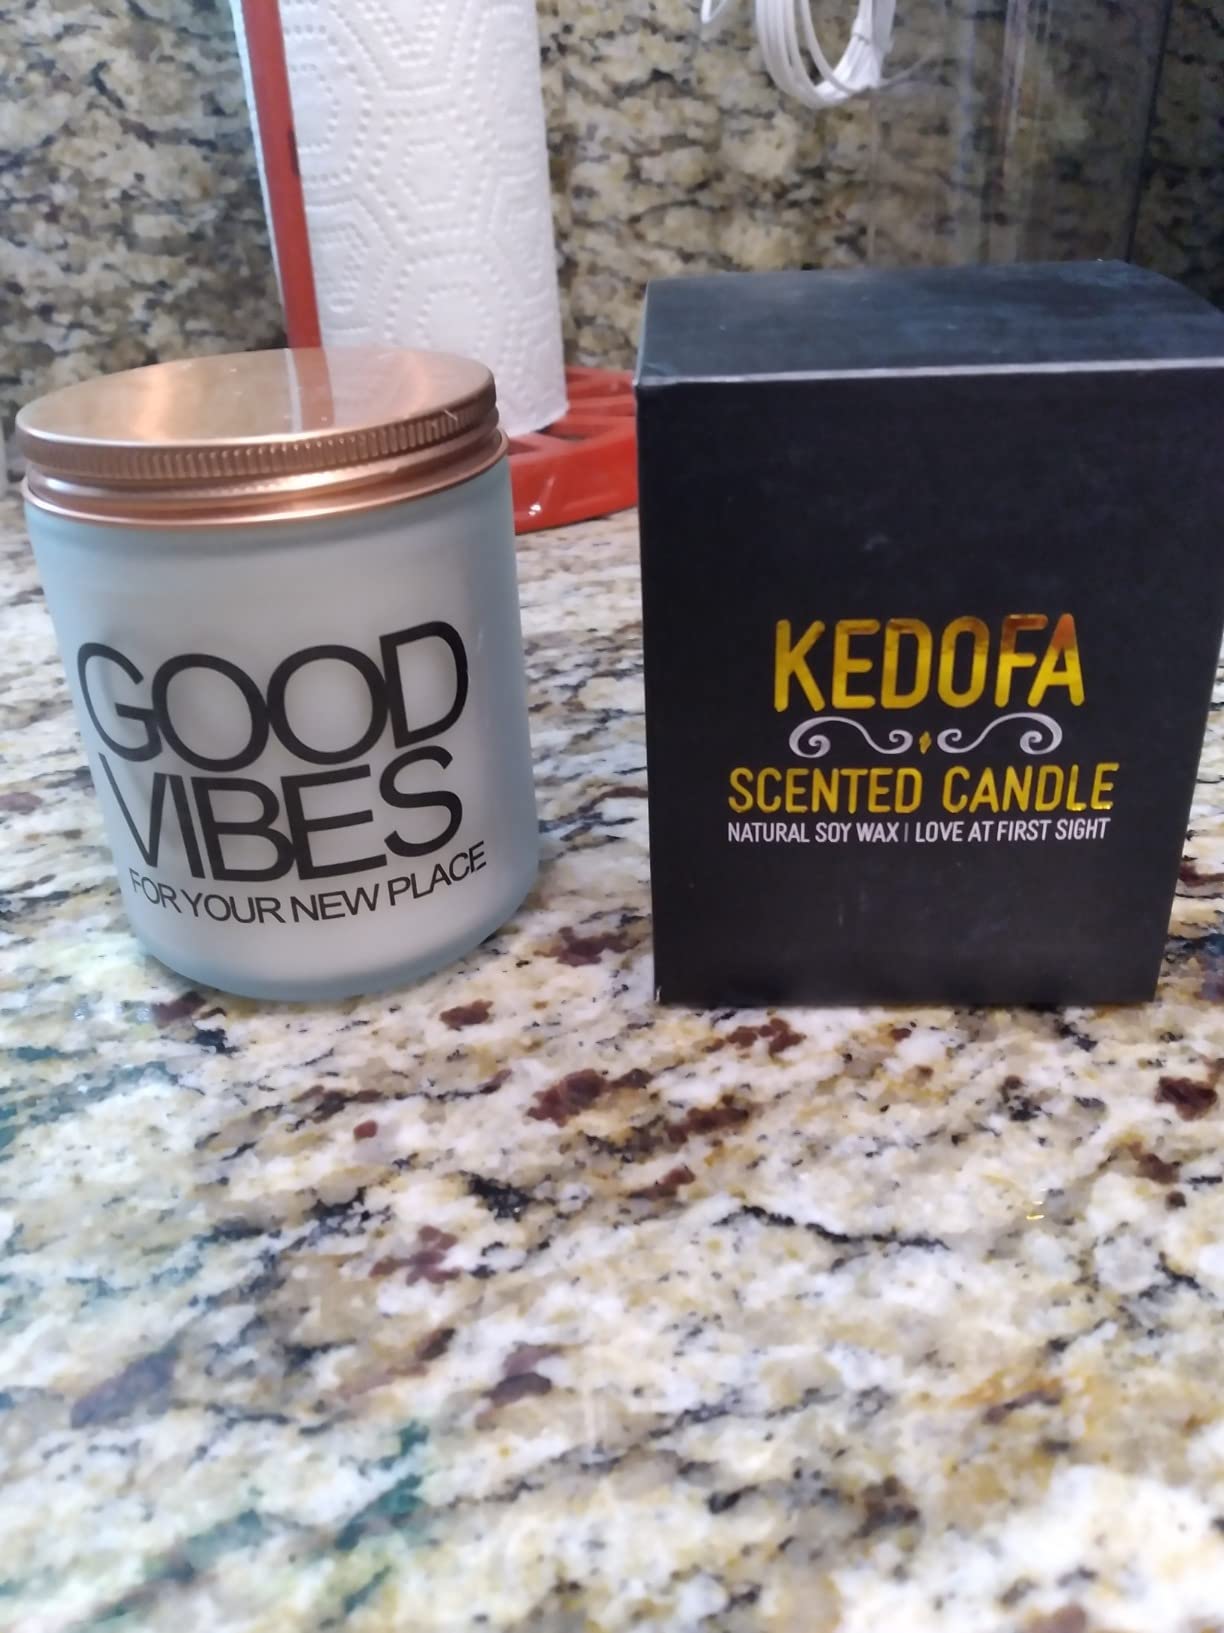 GOOD
VIBES
FOR YOUR NEW PLACE
KEDOFA
SCENTED CANDLE
NATURAL SOY WAX | LOVE AT FIRST SIGHT